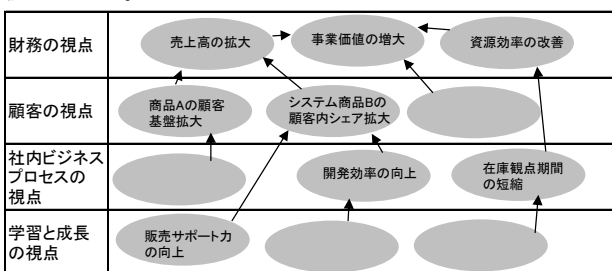 財務の視点
売上高の拡大
事業価値の増大
資源効率の改善
顧客の視点
商品Aの顧客
基盤拡大
システム商品Bの
顧客内シェア拡大
社内ビジネス
プロセスの
視点
開発効率の向上
在庫観点期間
の短縮
学習と成長
の視点
販売サポート力
の向上